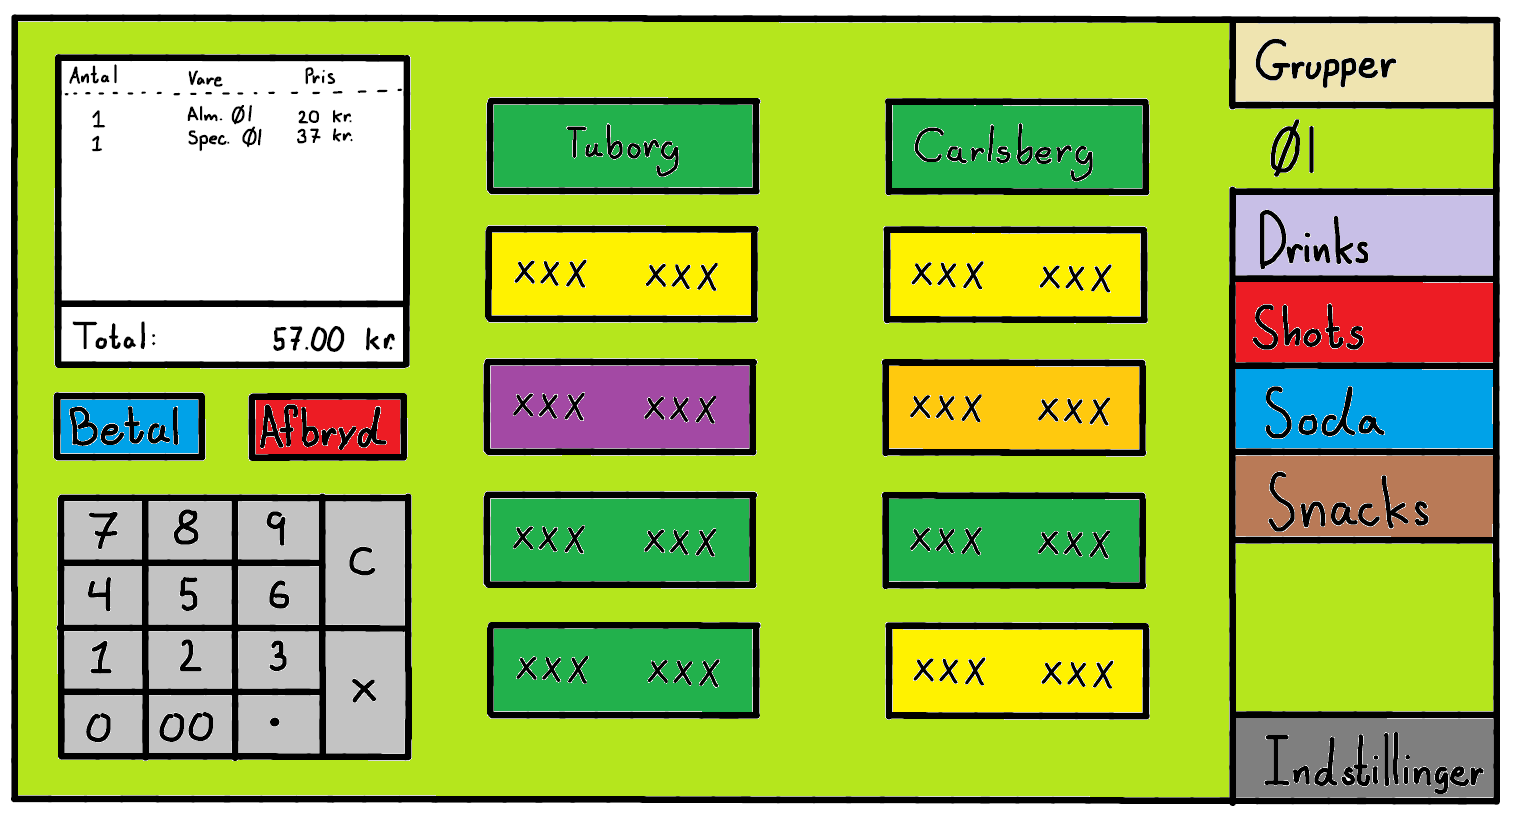 Antal Vare Pris
1 Alm. Øl 20 kr.
1 Spec. Øl 37 kr.
Total: 57.00 kr.
Betal Afbryd
7 8 9 C
4 5 6
1 2 3 x
0 00 .
Tuborg Carlsberg
xxx xxx xxx xxx
xxx xxx xxx xxx
xxx xxx xxx xxx
xxx xxx xxx xxx
Grupper
Øl
Drinks
Shots
Soda
Snacks
Indstillinger